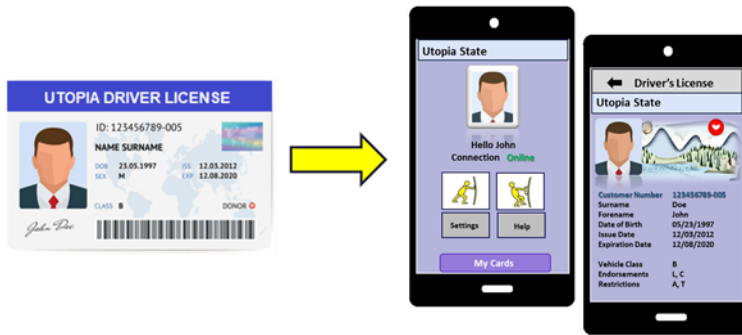 UTOPIA DRIVER LICENSE
ID: 123456789-005
NAME SURNAME
DOB 23.05.1997 ISS 12.03.2012
SEX M EXP 12.08.2020
CLASS B DONOR
John Doe
Utopia State
Hello John
Connection Online
Settings Help
My Cards
Driver's License
Utopia State
Customer Number 123456789-005
Surname Doe
Forename John
Date of Birth 05/23/1997
Issue Date 12/03/2012
Expiration Date 12/08/2020
Vehicle Class B
Endorsements L, C
Restrictions A, T